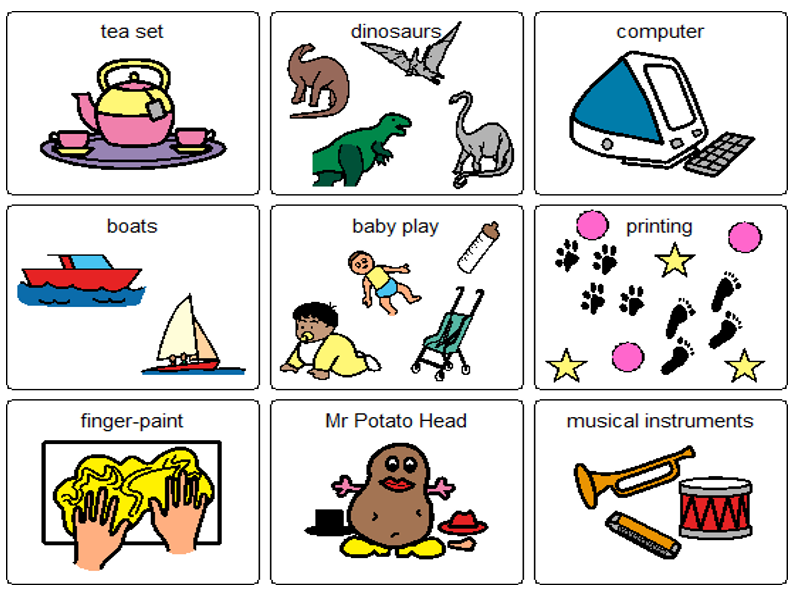 tea set
dinosaurs
computer
boats
baby play
printing
finger-paint
Mr Potato Head
musical instruments